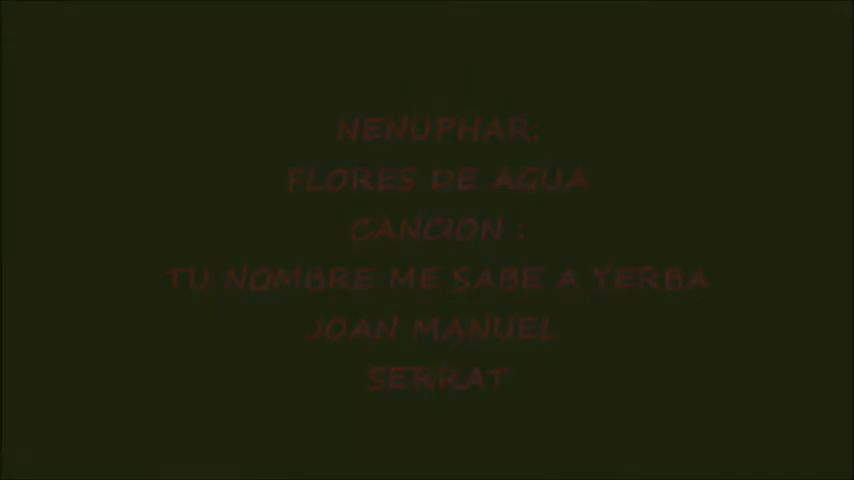 NENUPHAR.
FLORES DE AGUA
CANCION :
TU NOMBRE ME SABE A YERBA
JOAN MANUEL
SERRAT